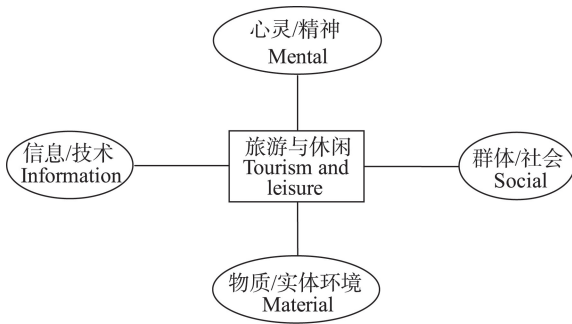 心灵/精神
Mental
信息/技术
Information
旅游与休闲
Tourism and
leisure
群体/社会
Social
物质/实体环境
Material